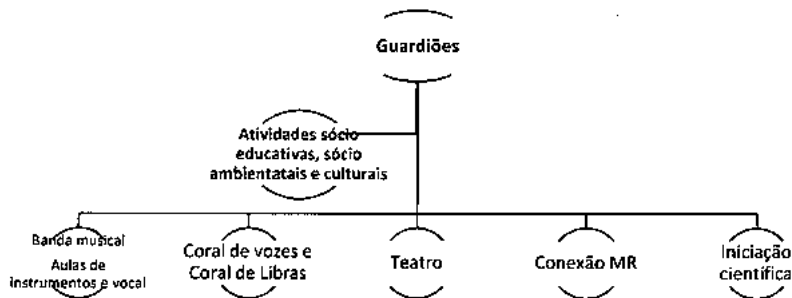 Guardiões
Atividades sócio
educativas, sócio
ambientatais e culturais
Banda musical
Aulas de
instrumentos e vocal
Coral de vozes e
Coral de Libras
Teatro
Conexão MR
Iniciação
científica